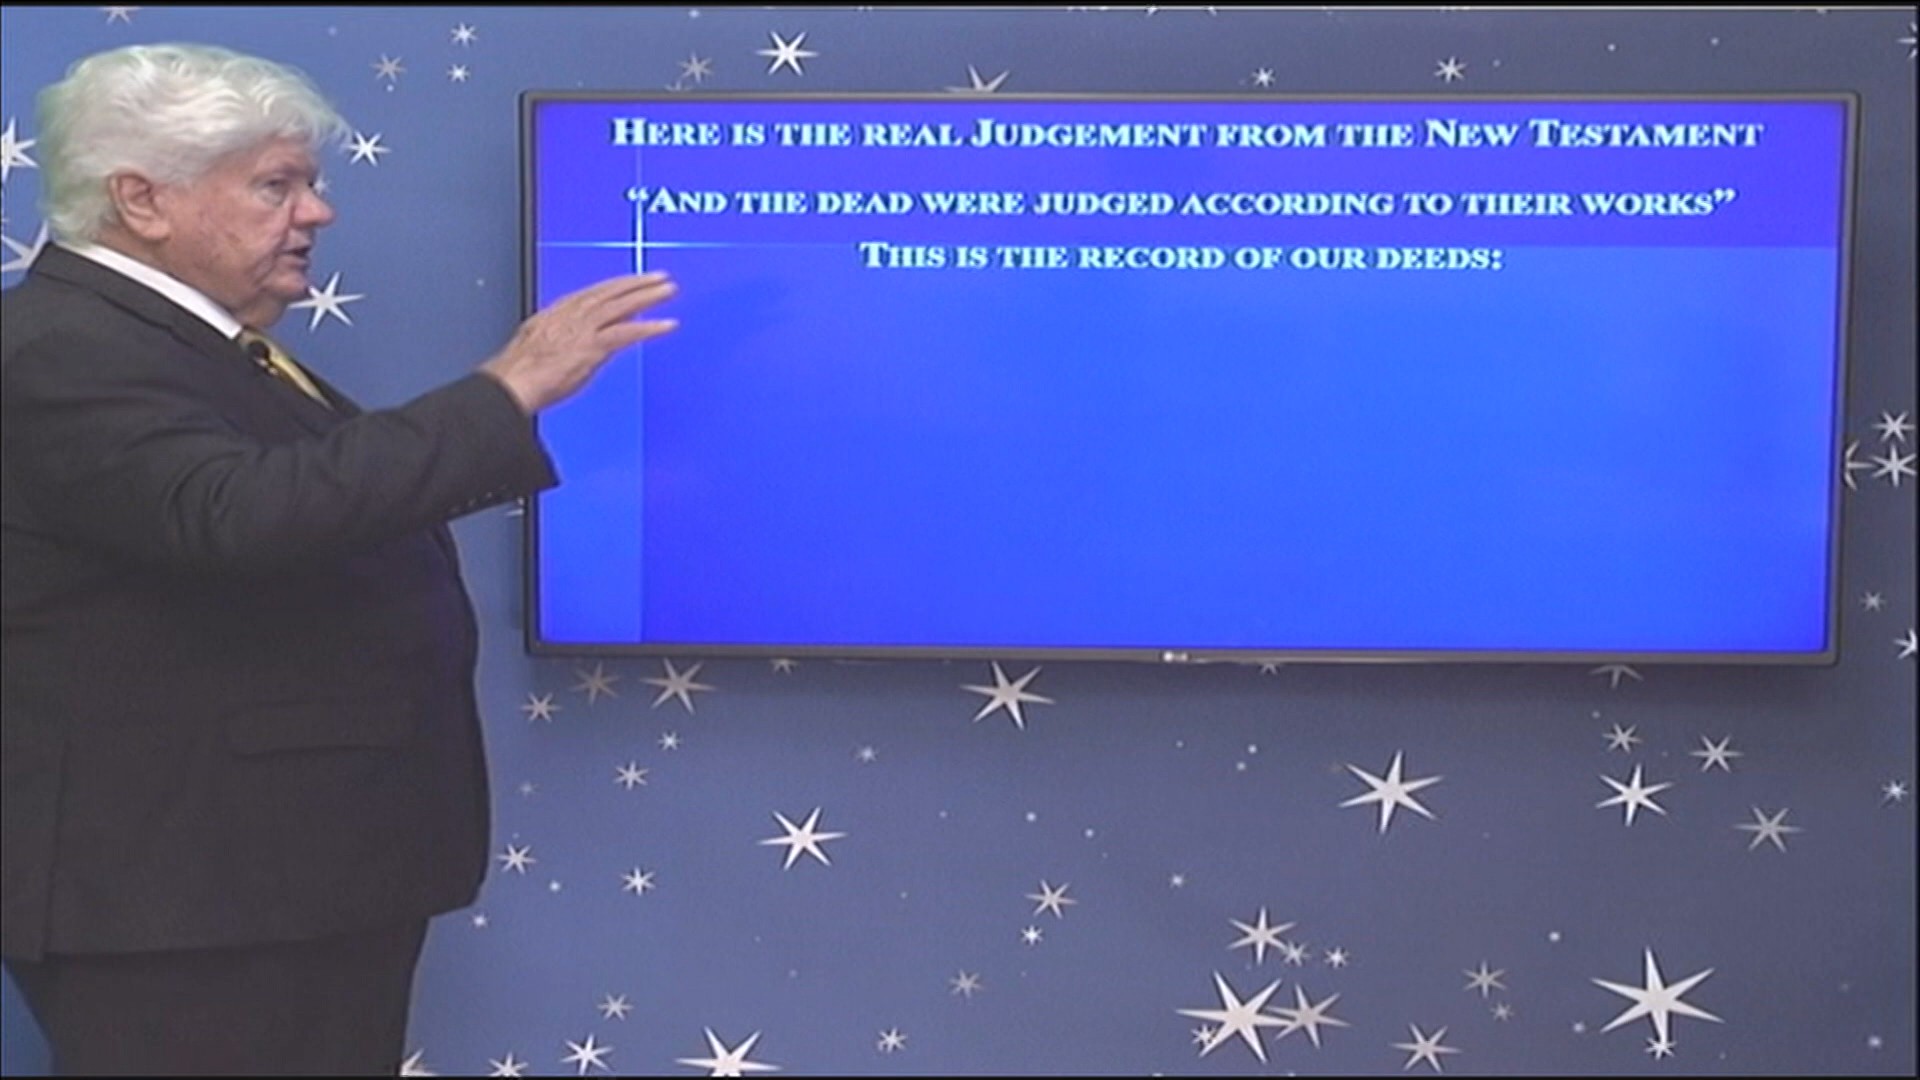 HERE IS THE REAL JUDGEMENT FROM THE NEW TESTAMENT
“AND THE DEAD WERE JUDGED ACCORDING TO THEIR WORKS”
THIS IS THE RECORD OF OUR DEEDS:
LG